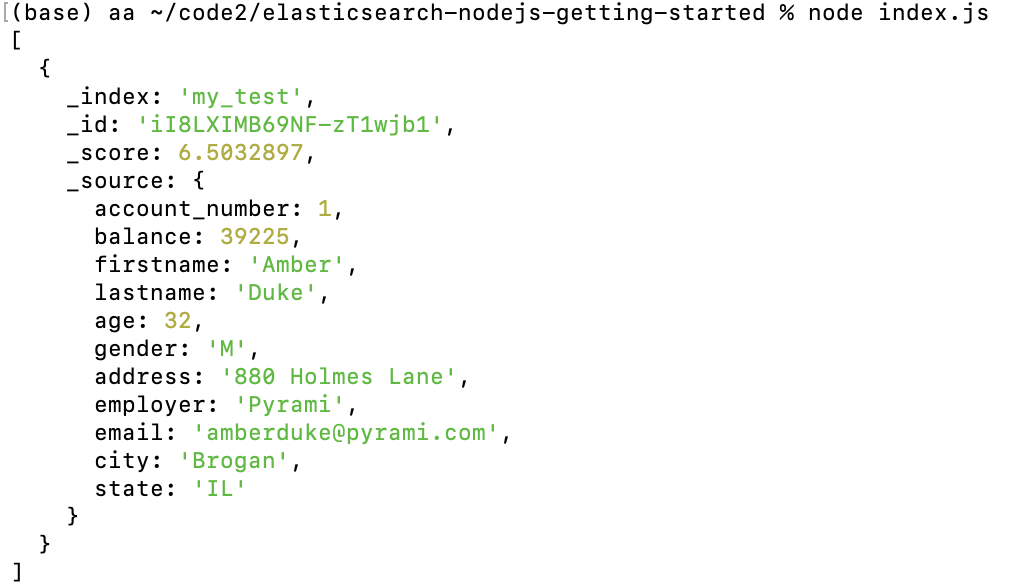 [(base) aa ~/code2/elasticsearch-nodejs-getting-started % node index.js
[
  {
    _index: 'my_test',
    _id: 'iI8LXIMB69NF-zT1wjb1',
    _score: 6.5032897,
    _source: {
      account_number: 1,
      balance: 39225,
      firstname: 'Amber',
      lastname: 'Duke',
      age: 32,
      gender: 'M',
      address: '880 Holmes Lane',
      employer: 'Pyrami',
      email: 'amberduke@pyrami.com',
      city: 'Brogan',
      state: 'IL'
    }
  }
]